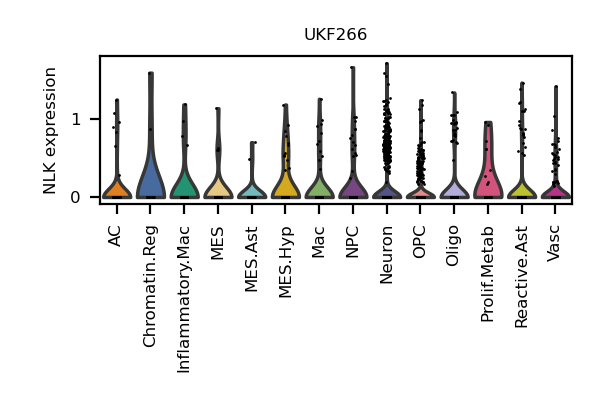 UKF266
NLK expression
1
0
AC
Chromatin.Reg
Inflammatory.Mac
MES
MES.Ast
MES.Hyp
Mac
NPC
Neuron
OPC
Oligo
Prolif.Metab
Reactive.Ast
Vasc